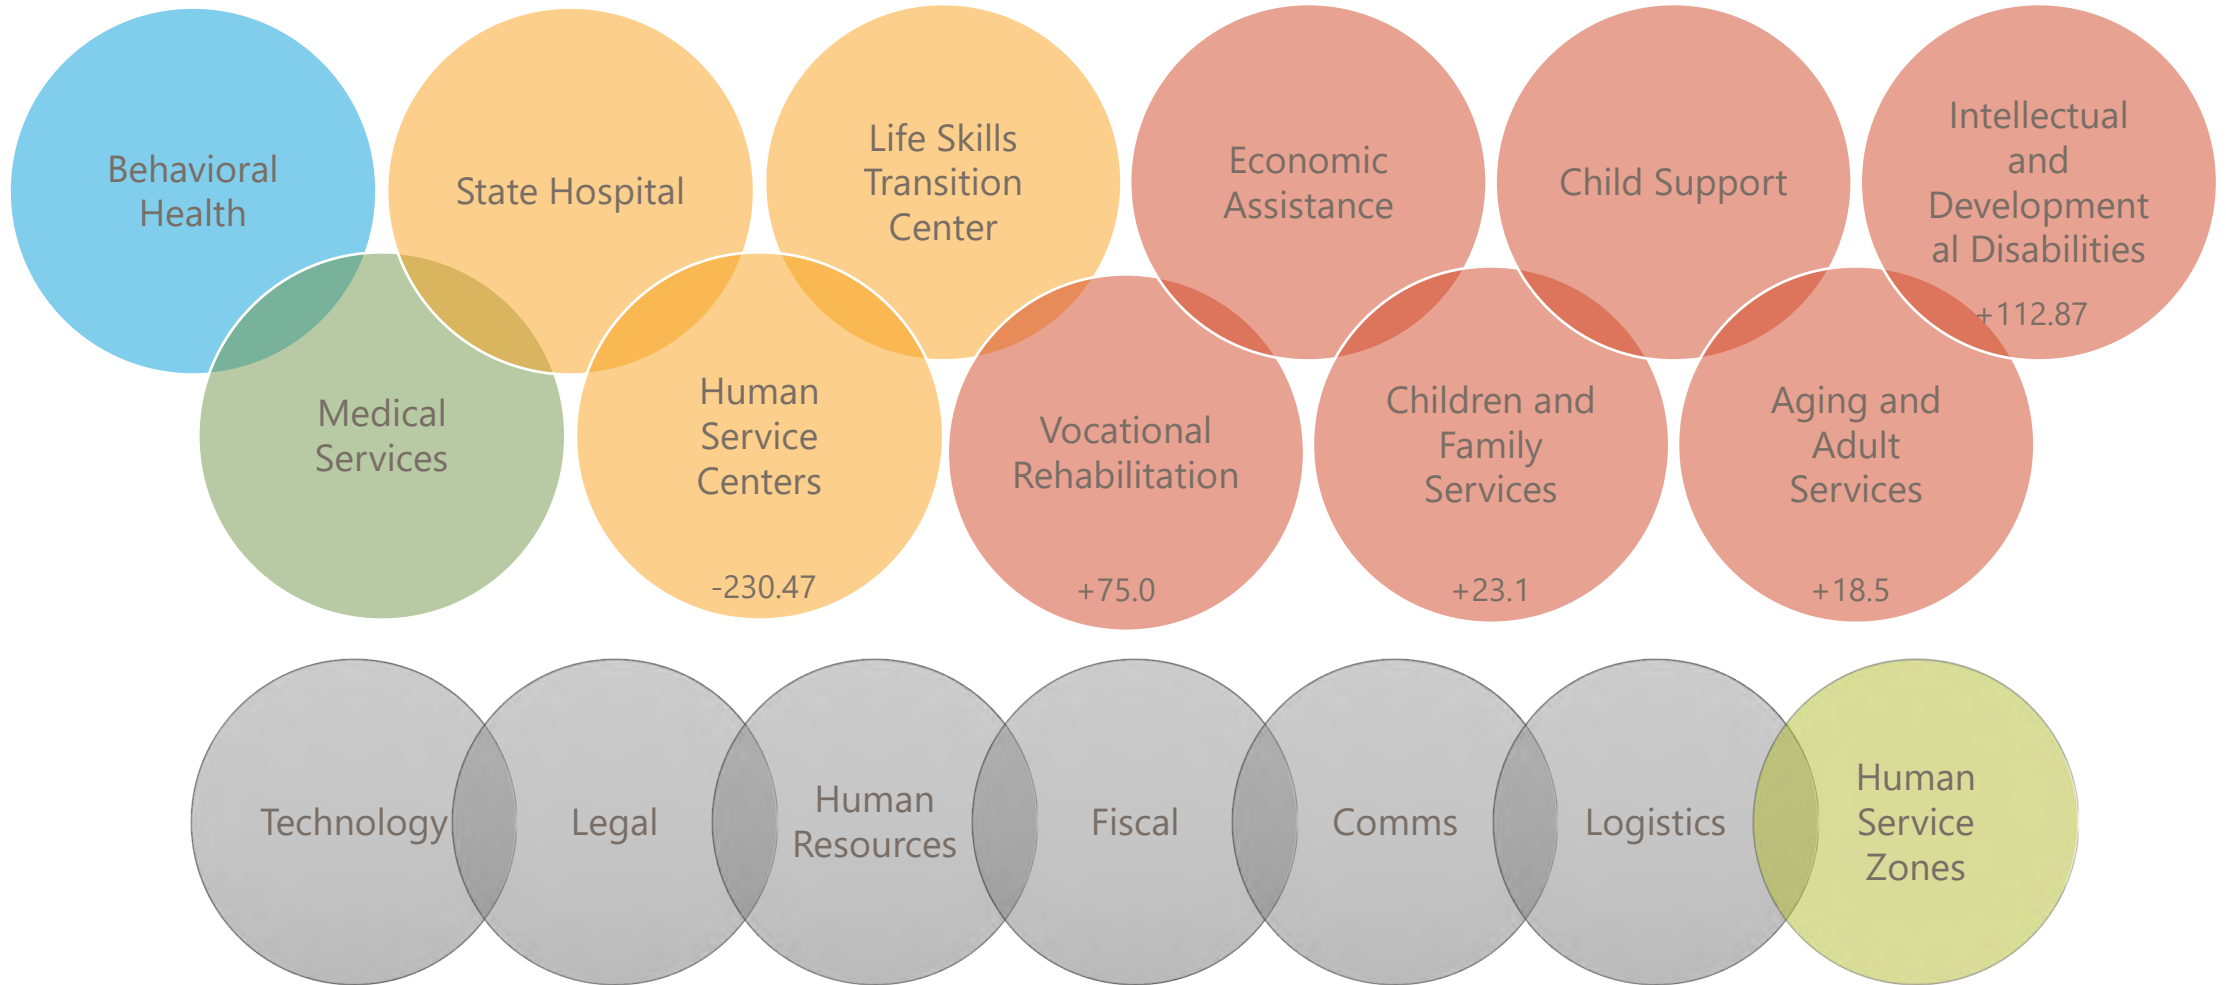 Behavioral
Health
State Hospital
Life Skills
Transition
Center
Economic
Assistance
Child Support
Intellectual
and
Development
al Disabilities
+112.87
Medical
Services
Human
Service
Centers
-230.47
Vocational
Rehabilitation
+75.0
Children and
Family
Services
+23.1
Aging and
Adult
Services
+18.5
Technology
Legal
Human
Resources
Fiscal
Comms
Logistics
Human
Service
Zones